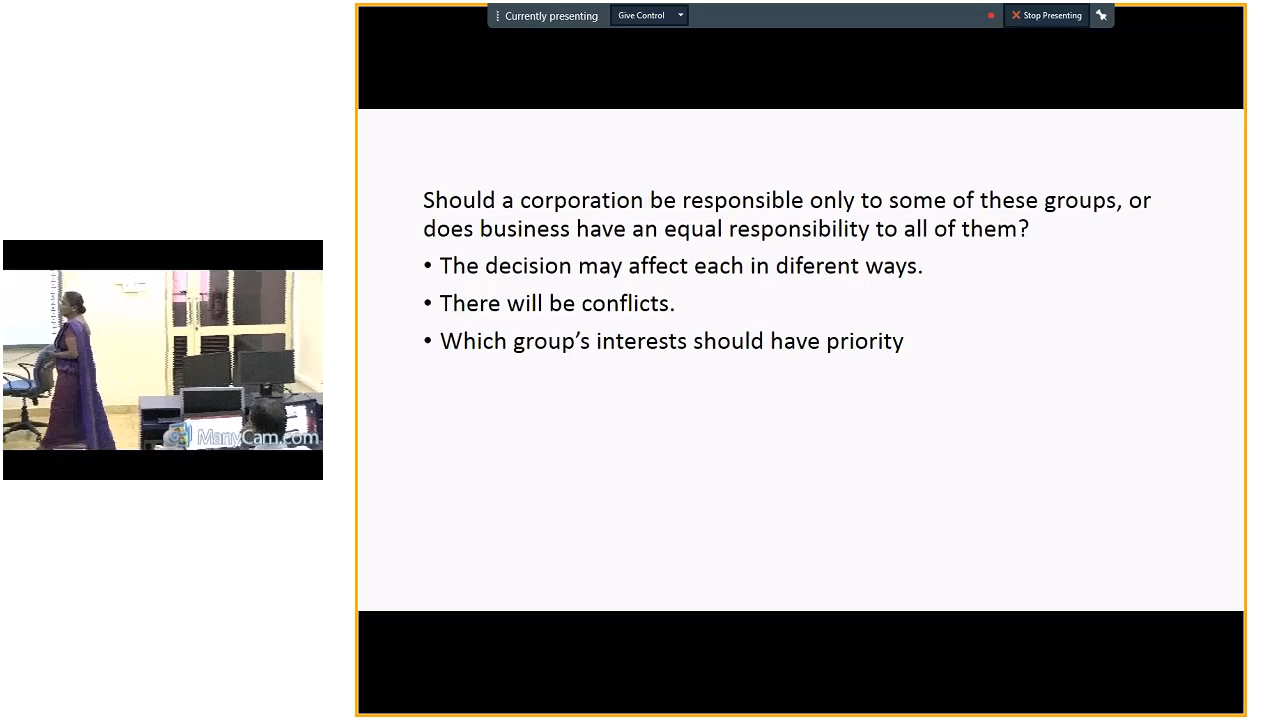 Currently presenting
Give Control
Stop Presenting
Should a corporation be responsible only to some of these groups, or
does business have an equal responsibility to all of them?
• The decision may affect each in diferent ways.
• There will be conflicts.
• Which group's interests should have priority
ManyCam.com